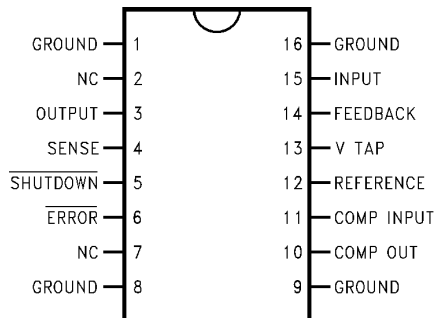 GROUND 1 16 GROUND
NC 2 15 INPUT
OUTPUT 3 14 FEEDBACK
SENSE 4 13 V TAP
SHUTDOWN 5 12 REFERENCE
ERROR 6 11 COMP INPUT
NC 7 10 COMP OUT
GROUND 8 9 GROUND